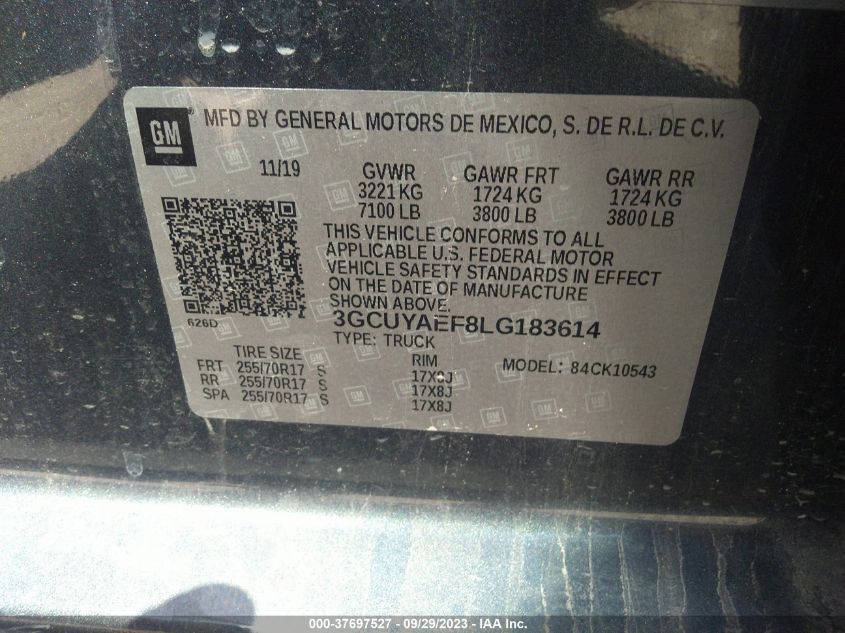 GM
MFD BY GENERAL MOTORS DE MEXICO, S. DE R.L. DE C.V.
11/19 GVWR GAWR FRT GAWR RR
3221 KG 1724 KG 1724 KG
7100 LB 3800 LB 3800 LB
THIS VEHICLE CONFORMS TO ALL
APPLICABLE U.S. FEDERAL MOTOR
VEHICLE SAFETY STANDARDS IN EFFECT
ON THE DATE OF MANUFACTURE
SHOWN ABOVE.
626D
3GCUYAEF8LG183614
TYPE: TRUCK
TIRE SIZE RIM MODEL: 84CK10543
FRT 255/70R17 S 17X8J
RR 255/70R17 S 17X8J
SPA 255/70R17 S 17X8J
000-37697527 - 09/29/2023 - IAA Inc.